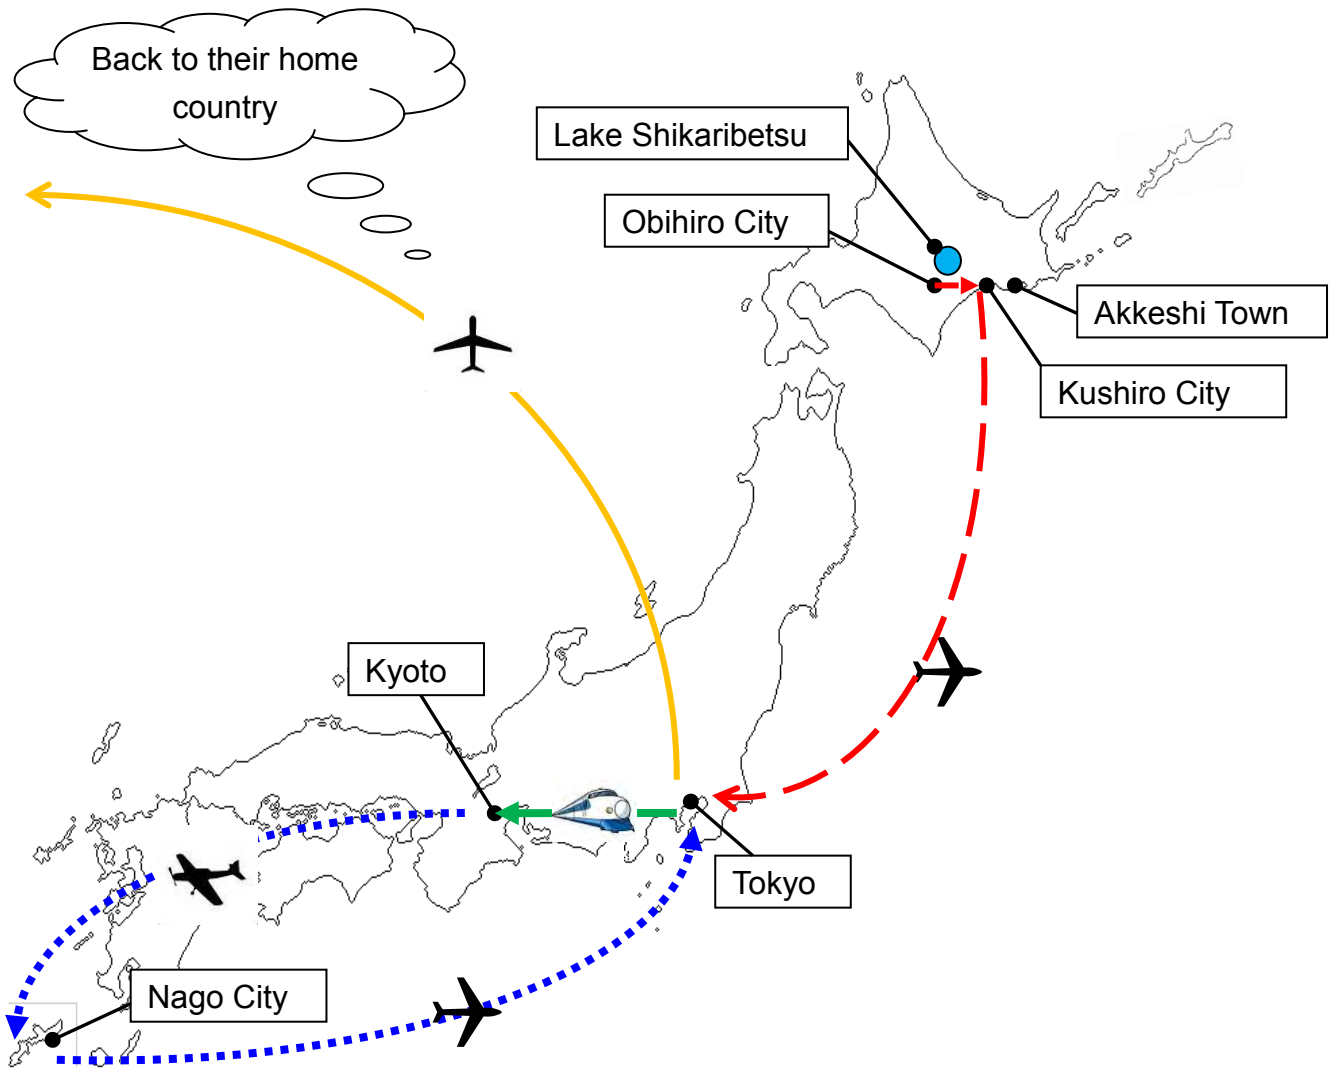 Back to their home
country
Lake Shikaribetsu
Obihiro City
Akkeshi Town
Kushiro City
Kyoto
Tokyo
Nago City